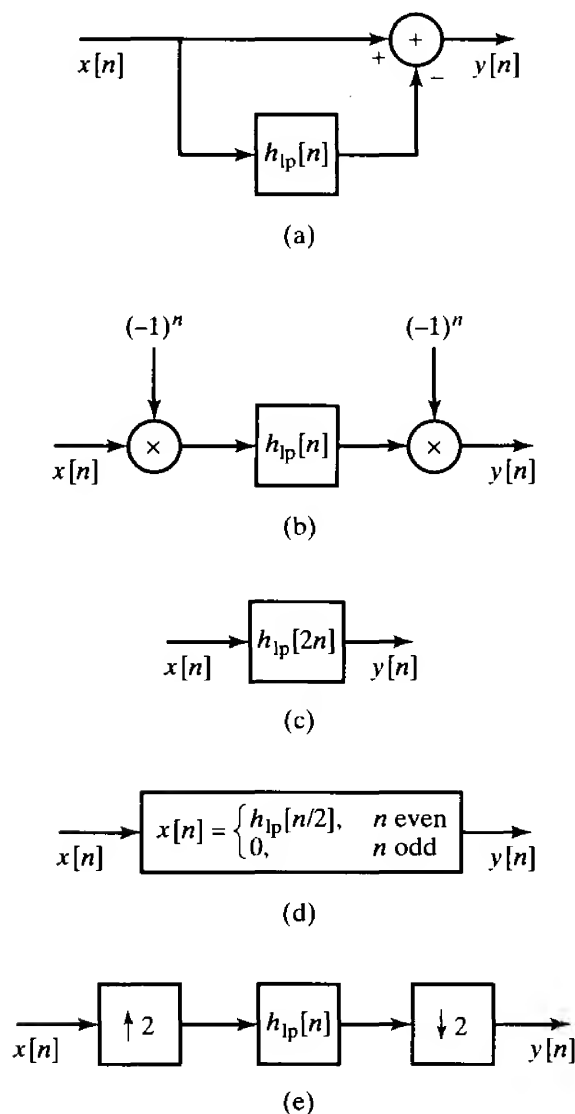 x[n] + + − y[n]
h_lp[n]
(a)
(−1)^n (−1)^n
x[n] × h_lp[n] × y[n]
(b)
h_lp[2n]
x[n] y[n]
(c)
x[n] = { h_lp[n/2], n even
0, n odd
x[n] y[n]
(d)
x[n] ↑2 h_lp[n] ↓2 y[n]
(e)